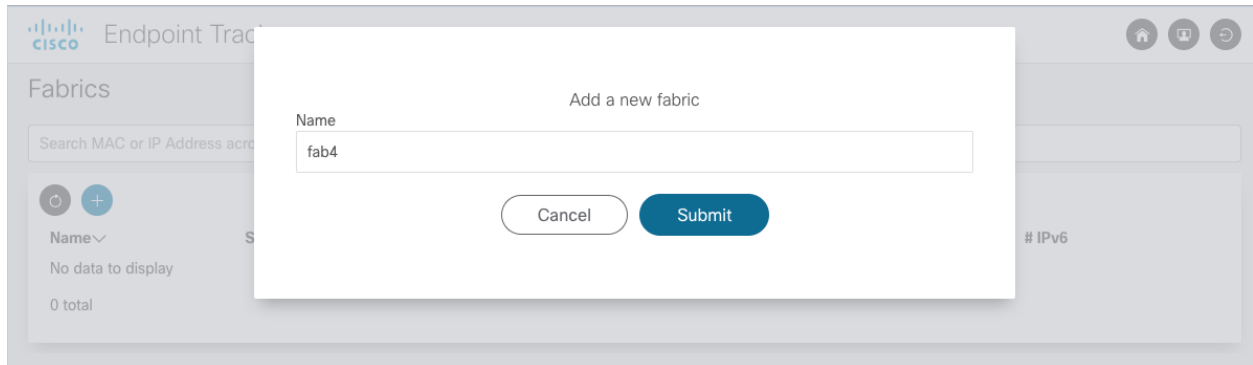 CISCO Endpoint Trac
Fabrics
Add a new fabric
Name
Search MAC or IP Address acro
fab4
Cancel Submit
Name S # IPv6
No data to display
0 total